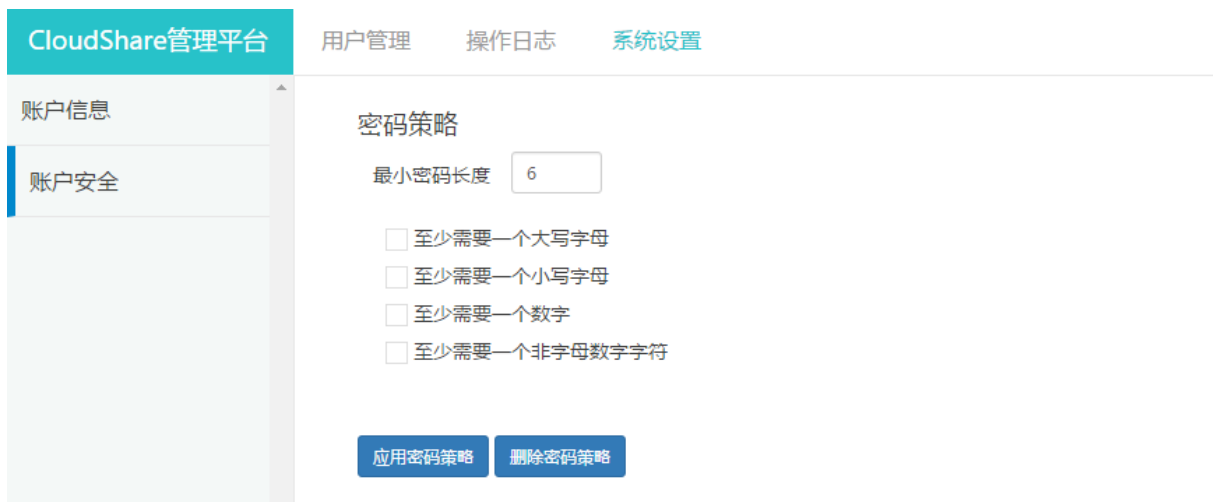 CloudShare管理平台
用户管理 操作日志 系统设置
账户信息
账户安全
密码策略
最小密码长度 6
至少需要一个大写字母
至少需要一个小写字母
至少需要一个数字
至少需要一个非字母数字字符
应用密码策略 删除密码策略